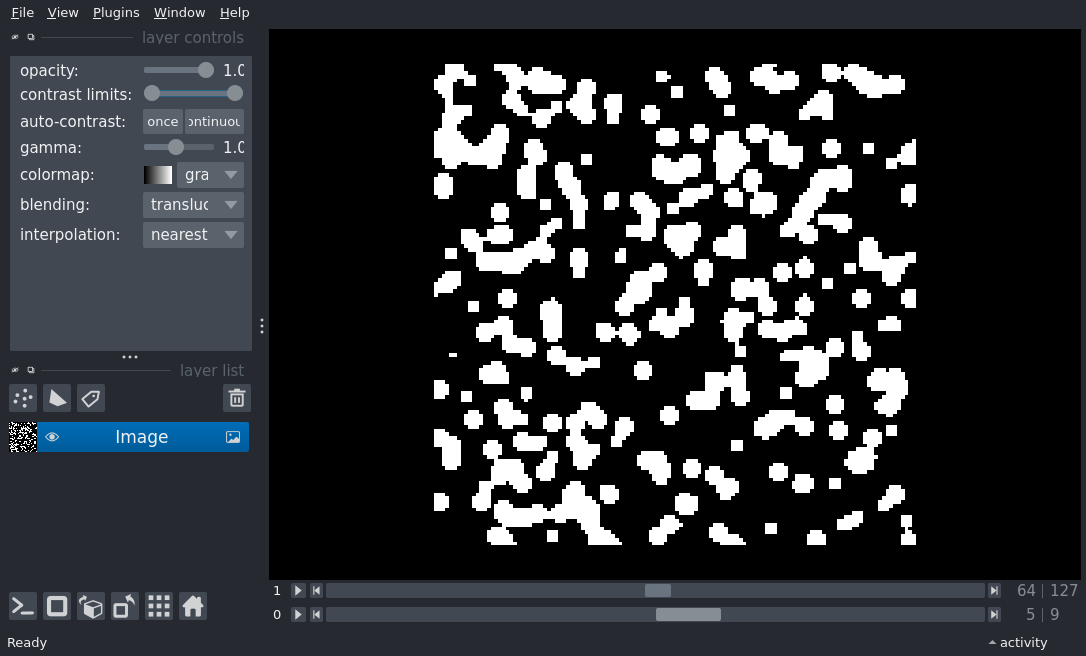 File View Plugins Window Help
layer controls
opacity: 1.0
contrast limits:
auto-contrast: once ontinuou
gamma: 1.0
colormap: gra
blending: transluc
interpolation: nearest
layer list
Image
1 64 | 127
0 5 | 9
Ready activity